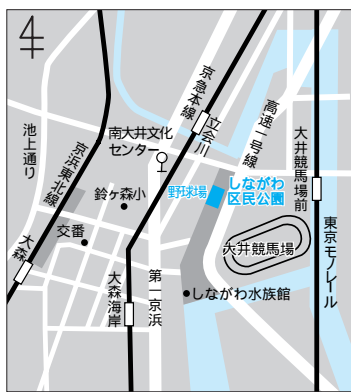 池上通り
京浜東北線
大森
南大井文化
センター
鈴ヶ森小
交番
京急本線
立会川
大森海岸
第一京浜
高速一号線
野球場
しながわ
区民公園
大井競馬場
しながわ水族館
大井競馬場前
東京モノレール